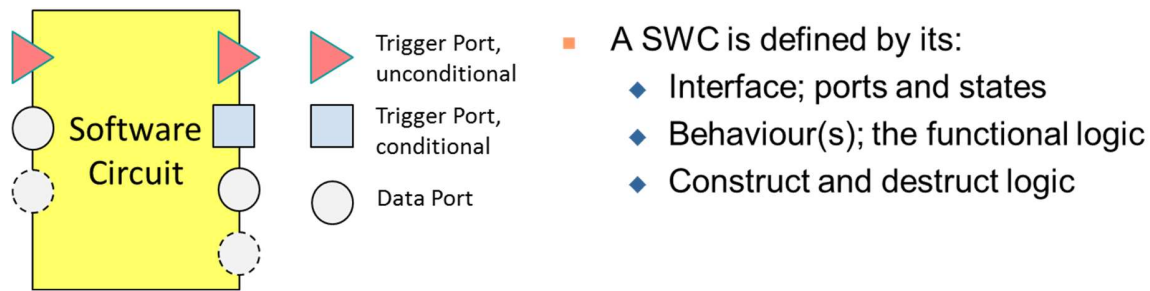 Software
Circuit
Trigger Port,
unconditional
Trigger Port,
conditional
Data Port
A SWC is defined by its:
Interface; ports and states
Behaviour(s); the functional logic
Construct and destruct logic